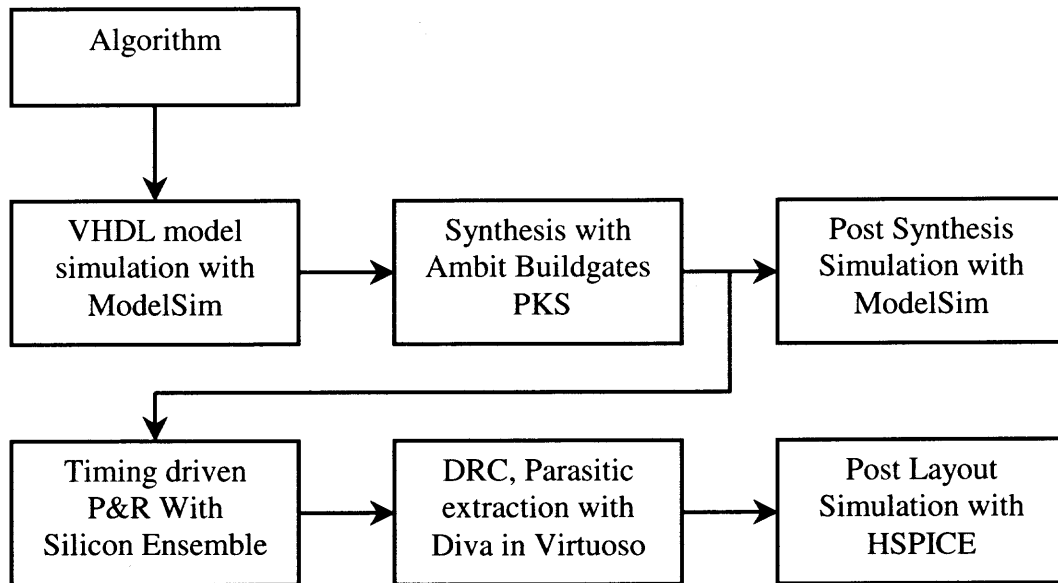 Algorithm
VHDL model
simulation with
ModelSim
Synthesis with
Ambit Buildgates
PKS
Post Synthesis
Simulation with
ModelSim
Timing driven
P&R With
Silicon Ensemble
DRC, Parasitic
extraction with
Diva in Virtuoso
Post Layout
Simulation with
HSPICE